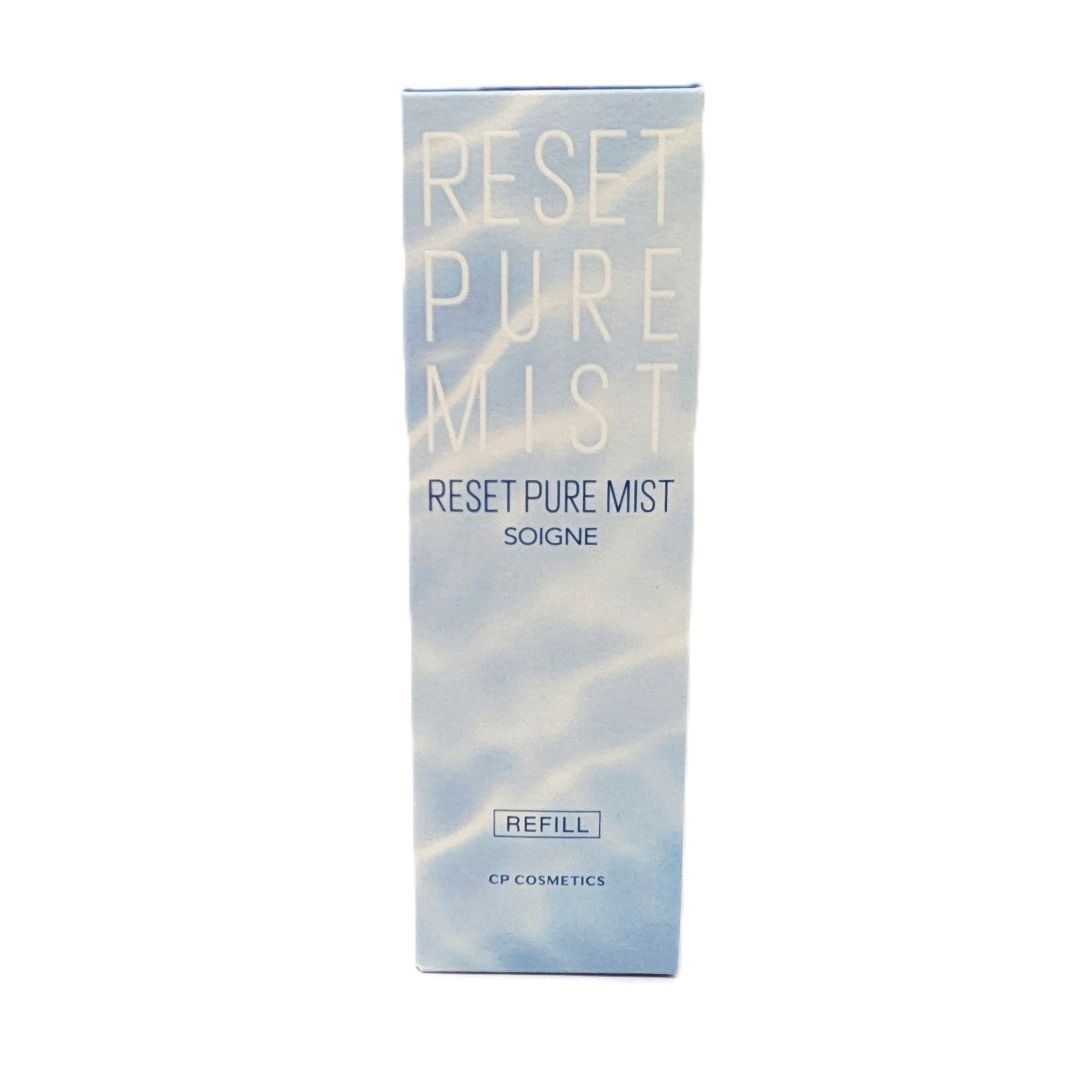 RESET
PURE
MIST
RESET PURE MIST
SOIGNE
REFILL
CP COSMETICS